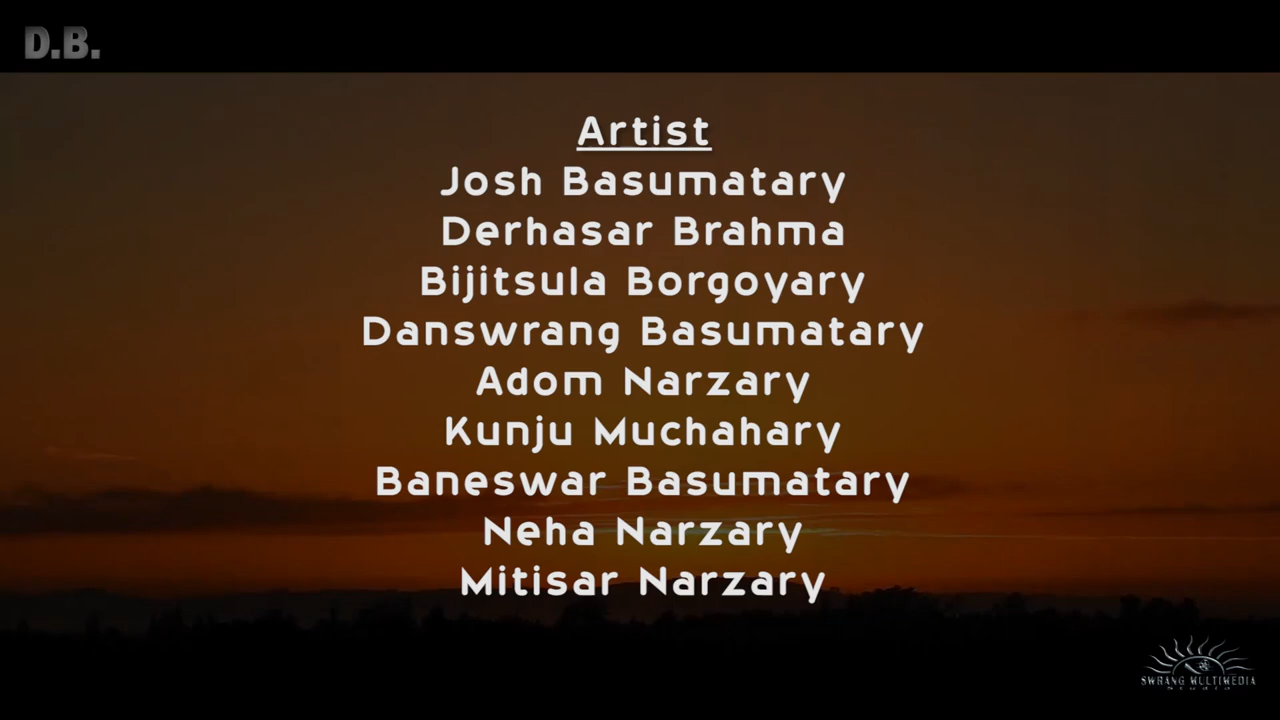 D.B.
Artist
Josh Basumatary
Derhasar Brahma
Bijitsula Borgoyary
Danswrang Basumatary
Adom Narzary
Kunju Muchahary
Baneswar Basumatary
Neha Narzary
Mitisar Narzary
SWRANG MULTIMEDIA
Studio